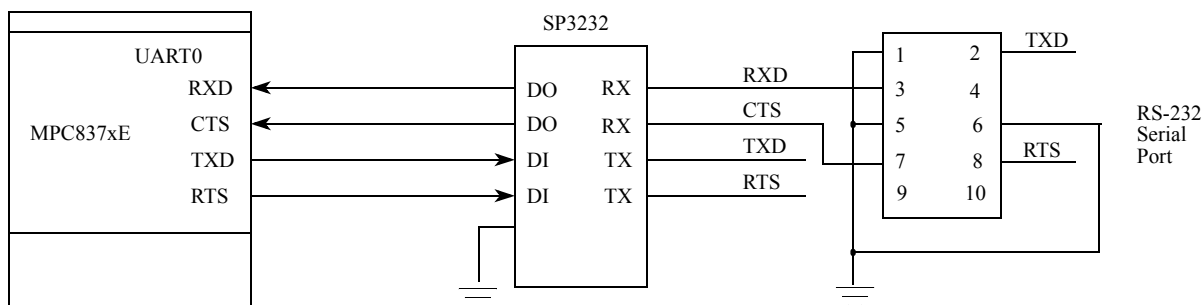 SP3232
UART0
MPC837xE
RXD
CTS
TXD
RTS
DO RX
DO RX
DI TX
DI TX
RXD
CTS
TXD
RTS
1 2
3 4
5 6
7 8
9 10
TXD
RTS
RS-232
Serial
Port